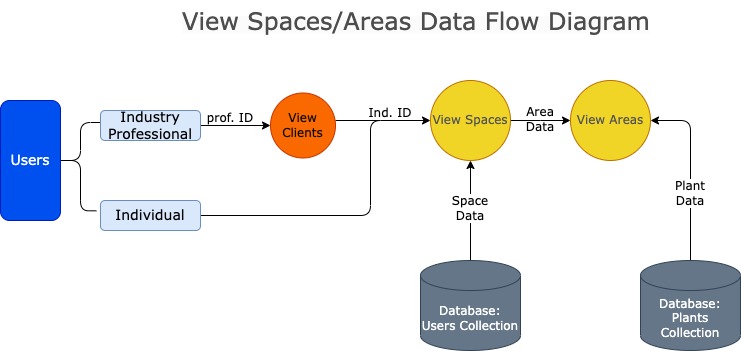 View Spaces/Areas Data Flow Diagram
Users
Industry
Professional
prof. ID
View
Clients
Ind. ID
View Spaces
Area
Data
View Areas
Individual
Space
Data
Plant
Data
Database:
Users Collection
Database:
Plants
Collection